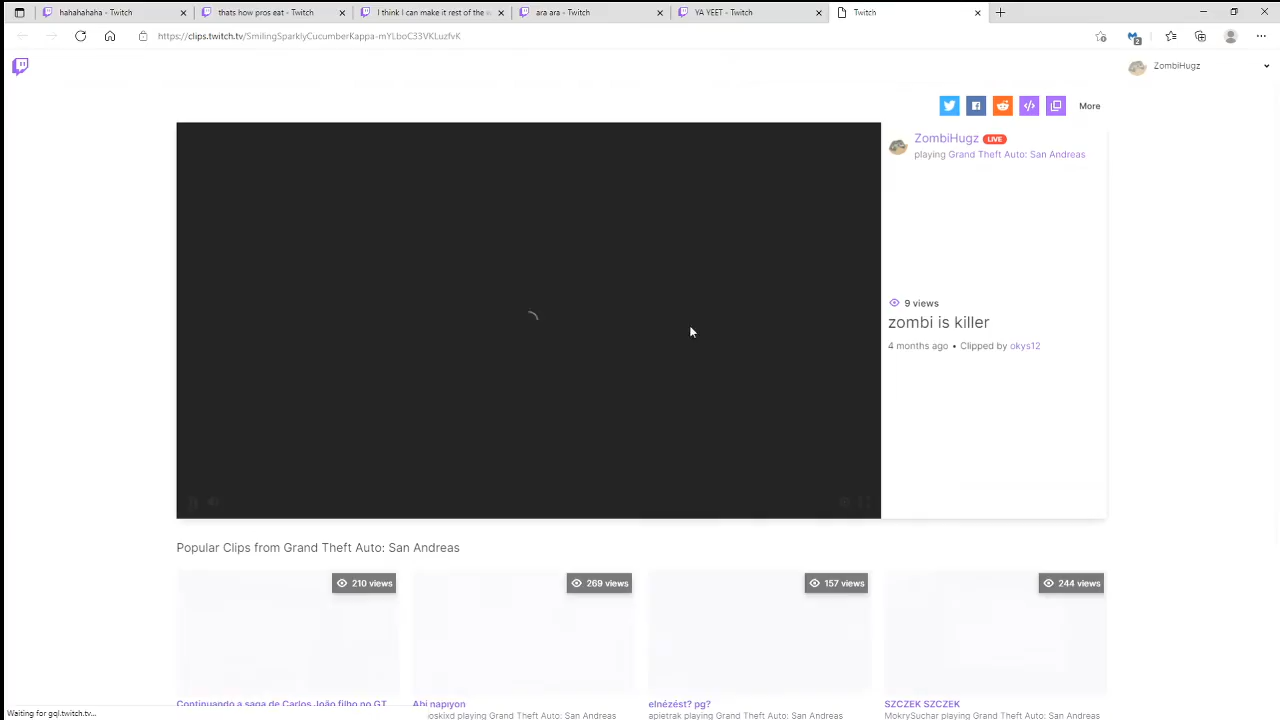 hahahahaha - Twitch
thats how pros eat - Twitch
I think I can make it rest of the w
ara ara - Twitch
YA YEET - Twitch
Twitch
https://clips.twitch.tv/SmilingSparklyCucumberKappa-mYLboC33VKLuzfvK
2
ZombiHugz
More
ZombiHugz LIVE
playing Grand Theft Auto: San Andreas
9 views
zombi is killer
4 months ago • Clipped by okys12
Popular Clips from Grand Theft Auto: San Andreas
210 views
269 views
157 views
244 views
Continuando a saga de Carlos João filho no GT
Abi napıyon
elnézést? pg?
SZCZEK SZCZEK
oskixd playing Grand Theft Auto: San Andreas
apietrak playing Grand Theft Auto: San Andreas
MokrySuchar playing Grand Theft Auto: San Andreas
Waiting for gql.twitch.tv...